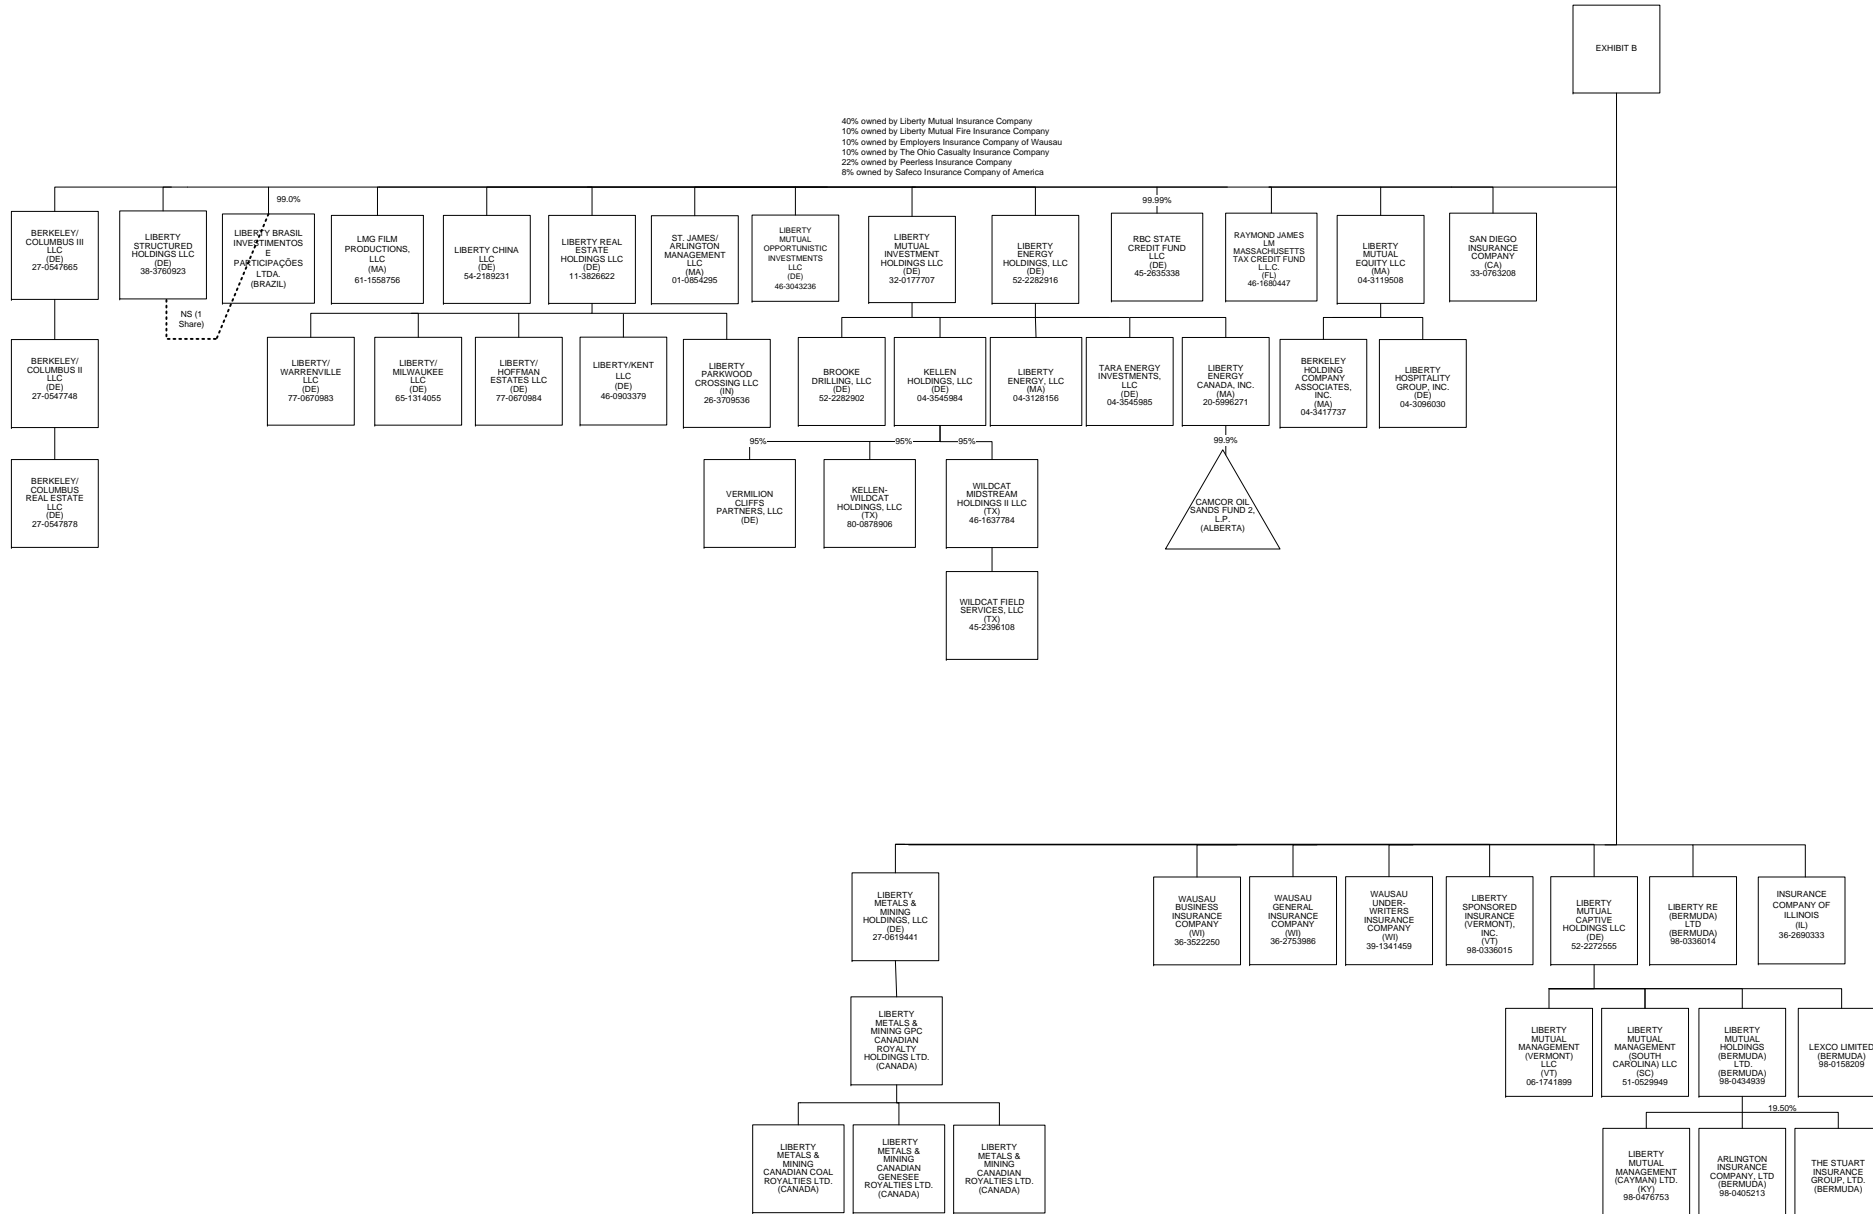 EXHIBIT B
40% owned by Liberty Mutual Insurance Company
10% owned by Liberty Mutual Fire Insurance Company
10% owned by Employers Insurance Company of Wausau
10% owned by The Ohio Casualty Insurance Company
22% owned by Peerless Insurance Company
8% owned by Safeco Insurance Company of America
99.0%
99.99%
BERKELEY/
COLUMBUS III
LLC
(DE)
27-0547665
LIBERTY
STRUCTURED
HOLDINGS LLC
(DE)
38-3760923
LIBERTY BRASIL
INVESTIMENTOS
E
PARTICIPAÇÕES
LTDA.
(BRAZIL)
LMG FILM
PRODUCTIONS,
LLC
(MA)
61-1558756
LIBERTY CHINA
LLC
(DE)
54-2189231
LIBERTY REAL
ESTATE
HOLDINGS LLC
(DE)
11-3826622
ST. JAMES/
ARLINGTON
MANAGEMENT
LLC
(MA)
01-0854295
LIBERTY
MUTUAL
OPPORTUNISTIC
INVESTMENTS
LLC
(DE)
46-3043236
LIBERTY
MUTUAL
INVESTMENT
HOLDINGS LLC
(DE)
32-0177707
LIBERTY
ENERGY
HOLDINGS, LLC
(DE)
52-2282916
RBC STATE
CREDIT FUND
LLC
(DE)
45-2635338
RAYMOND JAMES
LM
MASSACHUSETTS
TAX CREDIT FUND
L.L.C.
(FL)
46-1680447
LIBERTY
MUTUAL
EQUITY LLC
(MA)
04-3119508
SAN DIEGO
INSURANCE
COMPANY
(CA)
33-0763208
NS (1
Share)
BERKELEY/
COLUMBUS II
LLC
(DE)
27-0547748
LIBERTY/
WARRENVILLE
LLC
(DE)
77-0670983
LIBERTY/
MILWAUKEE
LLC
(DE)
65-1314055
LIBERTY/
HOFFMAN
ESTATES LLC
(DE)
77-0670984
LIBERTY/KENT
LLC
(DE)
46-0903379
LIBERTY
PARKWOOD
CROSSING LLC
(IN)
26-3709536
BROOKE
DRILLING, LLC
(DE)
52-2282902
KELLEN
HOLDINGS, LLC
(DE)
04-3545984
LIBERTY
ENERGY, LLC
(MA)
04-3128156
TARA ENERGY
INVESTMENTS,
LLC
(DE)
04-3545985
LIBERTY
ENERGY
CANADA, INC.
(MA)
20-5996271
BERKELEY
HOLDING
COMPANY
ASSOCIATES,
INC.
(MA)
04-3417737
LIBERTY
HOSPITALITY
GROUP, INC.
(DE)
04-3096030
95%
95%
95%
99.9%
BERKELEY/
COLUMBUS
REAL ESTATE
LLC
(DE)
27-0547878
VERMILION
CLIFFS
PARTNERS, LLC
(DE)
KELLEN-
WILDCAT
HOLDINGS, LLC
(TX)
80-0878906
WILDCAT
MIDSTREAM
HOLDINGS II LLC
(TX)
46-1637784
CAMCOR OIL
SANDS FUND 2,
L.P.
(ALBERTA)
WILDCAT FIELD
SERVICES, LLC
(TX)
45-2396108
LIBERTY
METALS &
MINING
HOLDINGS, LLC
(DE)
27-0619441
WAUSAU
BUSINESS
INSURANCE
COMPANY
(WI)
36-3522250
WAUSAU
GENERAL
INSURANCE
COMPANY
(WI)
36-2753986
WAUSAU
UNDER-
WRITERS
INSURANCE
COMPANY
(WI)
39-1341459
LIBERTY
SPONSORED
INSURANCE
(VERMONT),
INC.
(VT)
98-0336015
LIBERTY
MUTUAL
CAPTIVE
HOLDINGS LLC
(DE)
52-2272555
LIBERTY RE
(BERMUDA)
LTD
(BERMUDA)
98-0336014
INSURANCE
COMPANY OF
ILLINOIS
(IL)
36-2690333
LIBERTY
METALS &
MINING GPC
CANADIAN
ROYALTY
HOLDINGS LTD.
(CANADA)
LIBERTY
MUTUAL
MANAGEMENT
(VERMONT)
LLC
(VT)
06-1741899
LIBERTY
MUTUAL
MANAGEMENT
(SOUTH
CAROLINA) LLC
(SC)
51-0529949
LIBERTY
MUTUAL
HOLDINGS
(BERMUDA)
LTD.
(BERMUDA)
98-0434939
LEXCO LIMITED
(BERMUDA)
98-0158209
19.50%
LIBERTY
METALS &
MINING
CANADIAN COAL
ROYALTIES LTD.
(CANADA)
LIBERTY
METALS &
MINING
CANADIAN
GENESEE
ROYALTIES LTD.
(CANADA)
LIBERTY
METALS &
MINING
CANADIAN
ROYALTIES LTD.
(CANADA)
LIBERTY
MUTUAL
MANAGEMENT
(CAYMAN) LTD.
(KY)
98-0476753
ARLINGTON
INSURANCE
COMPANY, LTD
(BERMUDA)
98-0405213
THE STUART
INSURANCE
GROUP, LTD.
(BERMUDA)